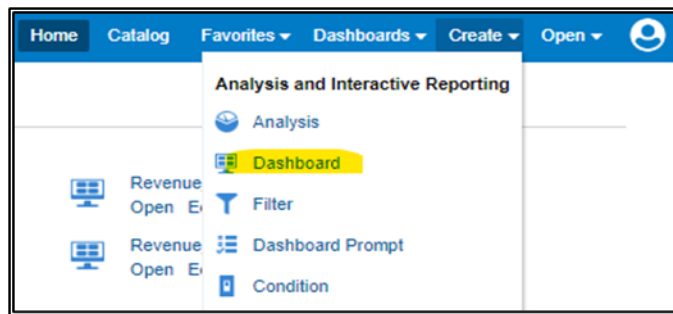 Home Catalog Favorites Dashboards Create Open
Analysis and Interactive Reporting
Analysis
Dashboard
Revenue
Open
Filter
Revenue
Open
Dashboard Prompt
Condition